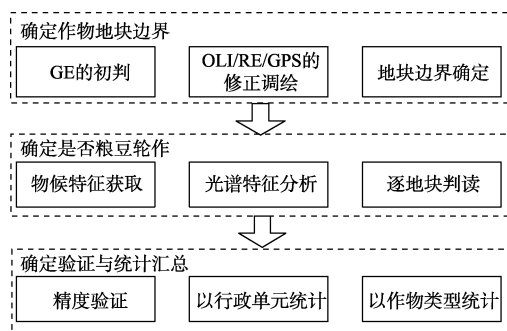 确定作物地块边界
GE的初判
OLI/RE/GPS的
修正调绘
地块边界确定
确定是否粮豆轮作
物候特征获取
光谱特征分析
逐地块判读
确定验证与统计汇总
精度验证
以行政单元统计
以作物类型统计